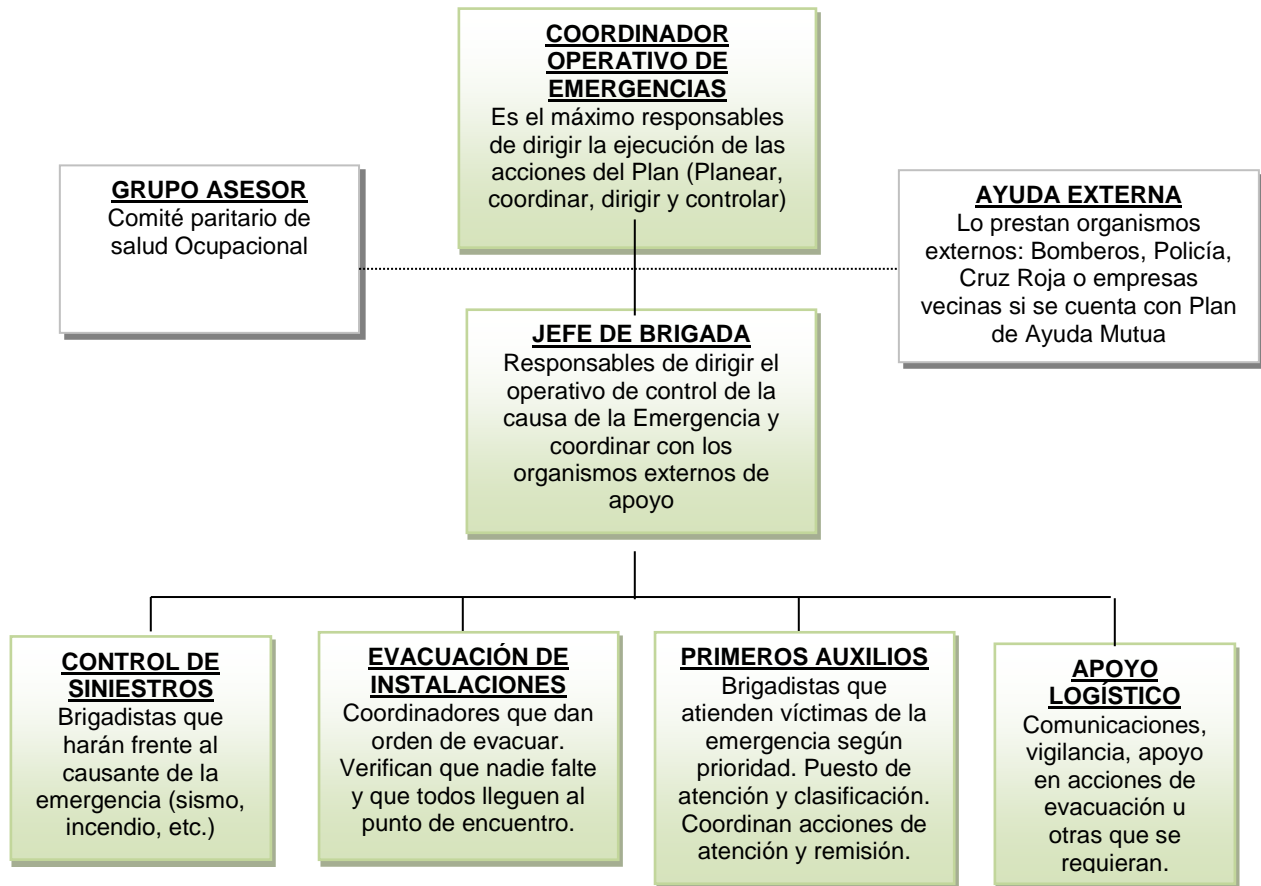 COORDINADOR
OPERATIVO DE
EMERGENCIAS
Es el máximo responsables
de dirigir la ejecución de las
acciones del Plan (Planear,
coordinar, dirigir y controlar)
GRUPO ASESOR
Comité paritario de
salud Ocupacional
AYUDA EXTERNA
Lo prestan organismos
externos: Bomberos, Policía,
Cruz Roja o empresas
vecinas si se cuenta con Plan
de Ayuda Mutua
JEFE DE BRIGADA
Responsables de dirigir el
operativo de control de la
causa de la Emergencia y
coordinar con los
organismos externos de
apoyo
CONTROL DE
SINIESTROS
Brigadistas que
harán frente al
causante de la
emergencia (sismo,
incendio, etc.)
EVACUACIÓN DE
INSTALACIONES
Coordinadores que dan
orden de evacuar.
Verifican que nadie falte
y que todos lleguen al
punto de encuentro.
PRIMEROS AUXILIOS
Brigadistas que
atienden víctimas de la
emergencia según
prioridad. Puesto de
atención y clasificación.
Coordinan acciones de
atención y remisión.
APOYO
LOGÍSTICO
Comunicaciones,
vigilancia, apoyo
en acciones de
evacuación u
otras que se
requieran.